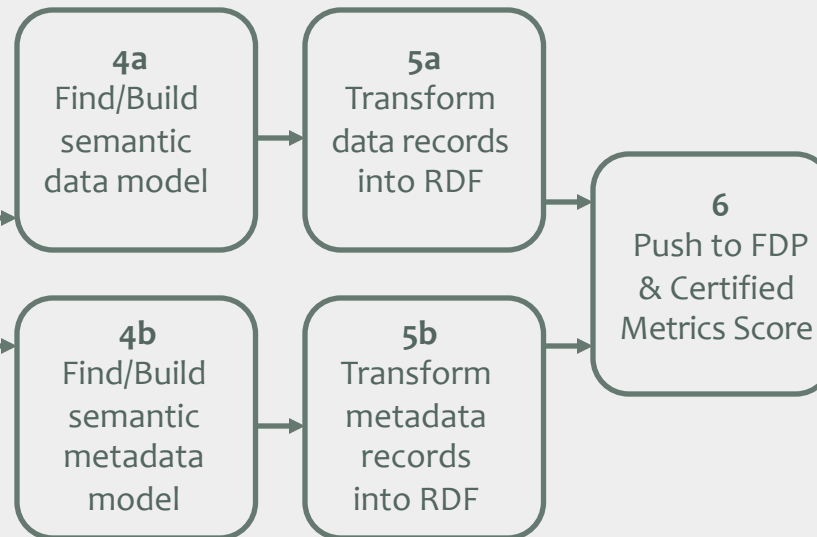 4a
Find/Build
semantic
data model
5a
Transform
data records
into RDF
4b
Find/Build
semantic
metadata
model
5b
Transform
metadata
records
into RDF
6
Push to FDP
& Certified
Metrics Score